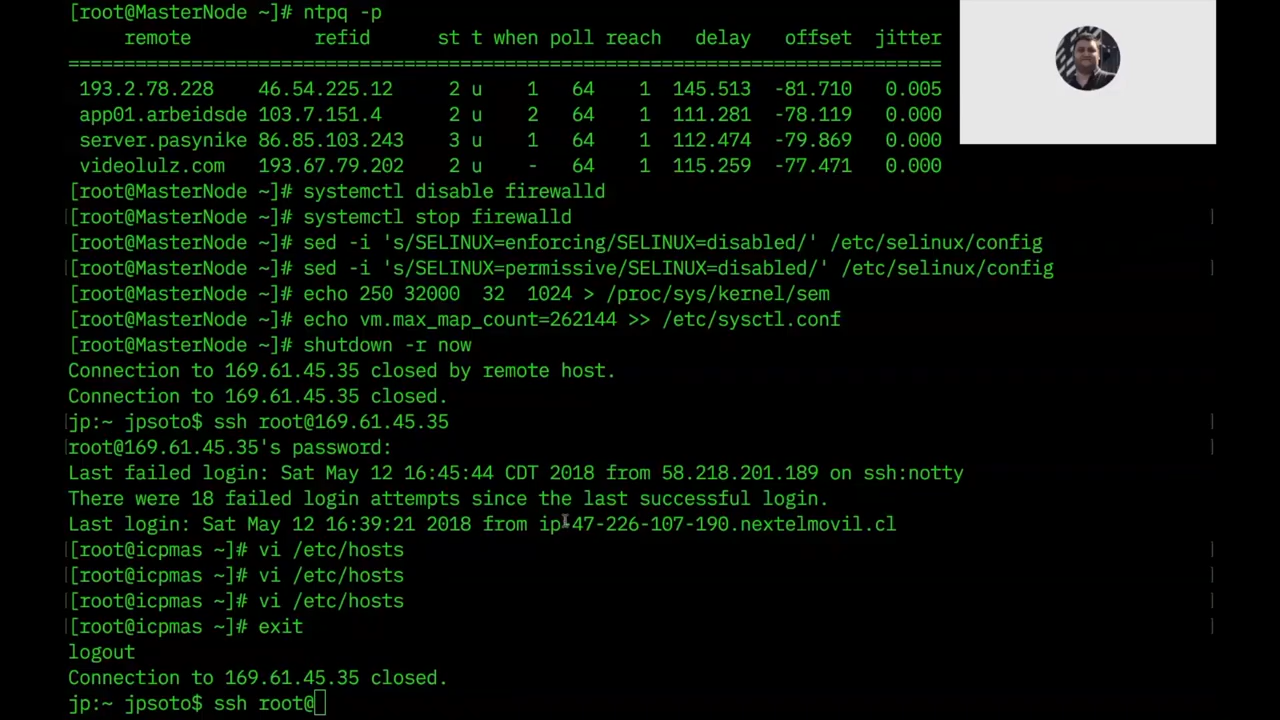 [root@MasterNode ~]# ntpq -p
remote refid st t when poll reach delay offset jitter
==============================================================================
193.2.78.228 46.54.225.12 2 u 1 64 1 145.513 -81.710 0.005
app01.arbeidsde 103.7.151.4 2 u 2 64 1 111.281 -78.119 0.000
server.pasynike 86.85.103.243 3 u 1 64 1 112.474 -79.869 0.000
videolulz.com 193.67.79.202 2 u - 64 1 115.259 -77.471 0.000
[root@MasterNode ~]# systemctl disable firewalld
[root@MasterNode ~]# systemctl stop firewalld
[root@MasterNode ~]# sed -i 's/SELINUX=enforcing/SELINUX=disabled/' /etc/selinux/config
[root@MasterNode ~]# sed -i 's/SELINUX=permissive/SELINUX=disabled/' /etc/selinux/config
[root@MasterNode ~]# echo 250 32000  32  1024 > /proc/sys/kernel/sem
[root@MasterNode ~]# echo vm.max_map_count=262144 >> /etc/sysctl.conf
[root@MasterNode ~]# shutdown -r now
Connection to 169.61.45.35 closed by remote host.
Connection to 169.61.45.35 closed.
jp:~ jpsoto$ ssh root@169.61.45.35
root@169.61.45.35's password:
Last failed login: Sat May 12 16:45:44 CDT 2018 from 58.218.201.189 on ssh:notty
There were 18 failed login attempts since the last successful login.
Last login: Sat May 12 16:39:21 2018 from ip-47-226-107-190.nextelmovil.cl
[root@icpmas ~]# vi /etc/hosts
[root@icpmas ~]# vi /etc/hosts
[root@icpmas ~]# vi /etc/hosts
[root@icpmas ~]# exit
logout
Connection to 169.61.45.35 closed.
jp:~ jpsoto$ ssh root@